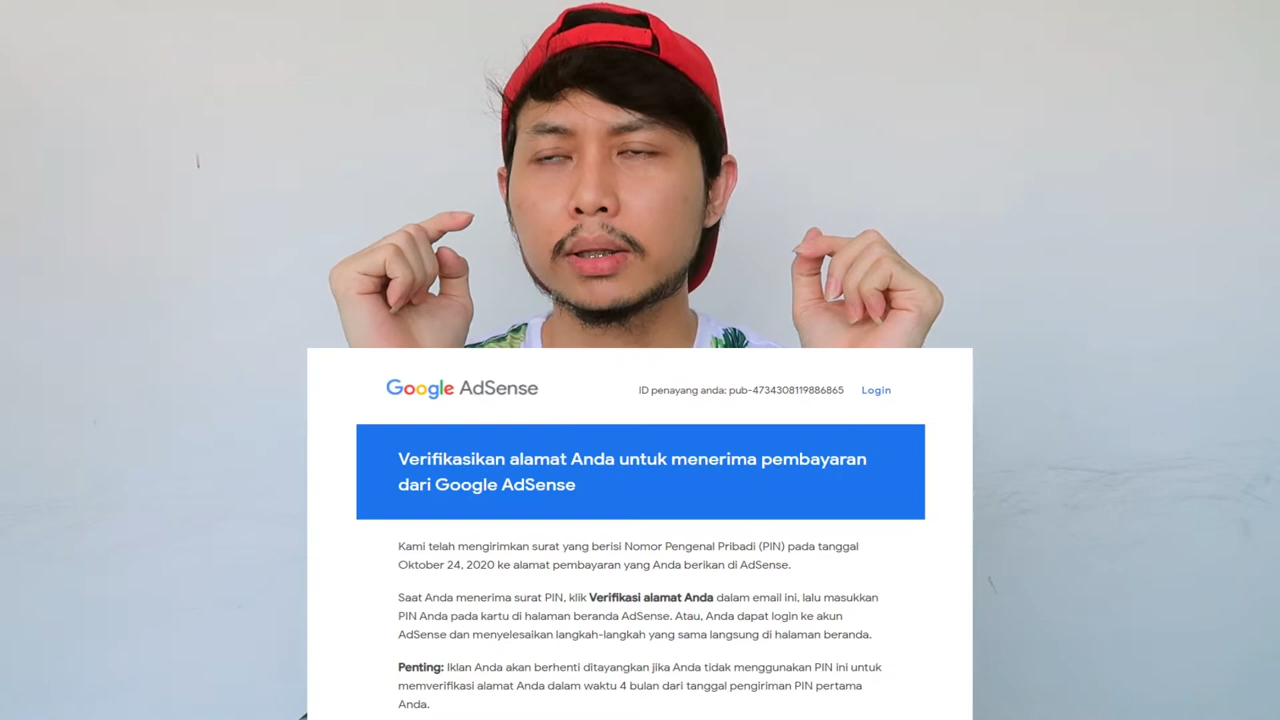 Google AdSense
ID penayang anda: pub-4734308119886865 Login
Verifikasikan alamat Anda untuk menerima pembayaran
dari Google AdSense
Kami telah mengirimkan surat yang berisi Nomor Pengenal Pribadi (PIN) pada tanggal
Oktober 24, 2020 ke alamat pembayaran yang Anda berikan di AdSense.
Saat Anda menerima surat PIN, klik Verifikasi alamat Anda dalam email ini, lalu masukkan
PIN Anda pada kartu di halaman beranda AdSense. Atau, Anda dapat login ke akun
AdSense dan menyelesaikan langkah-langkah yang sama langsung di halaman beranda.
Penting: Iklan Anda akan berhenti ditayangkan jika Anda tidak menggunakan PIN ini untuk
memverifikasi alamat Anda dalam waktu 4 bulan dari tanggal pengiriman PIN pertama
Anda.